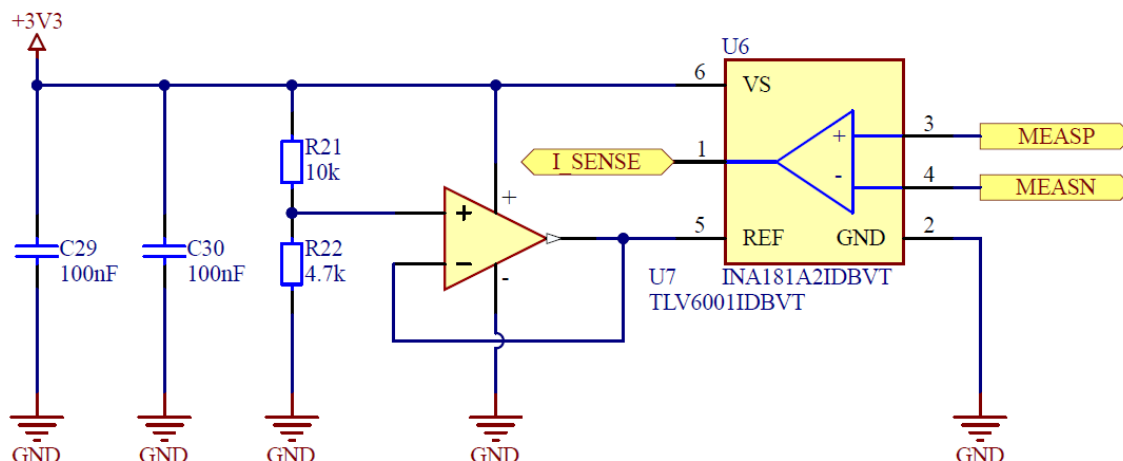 +3V3
U6
6
VS
R21
10k
I_SENSE
1
+
3
MEASP
-
4
MEASN
+
+
C29
100nF
C30
100nF
R22
4.7k
-
-
5
REF
GND
2
U7
INA181A2IDBVT
TLV6001IDBVT
GND
GND
GND
GND
GND